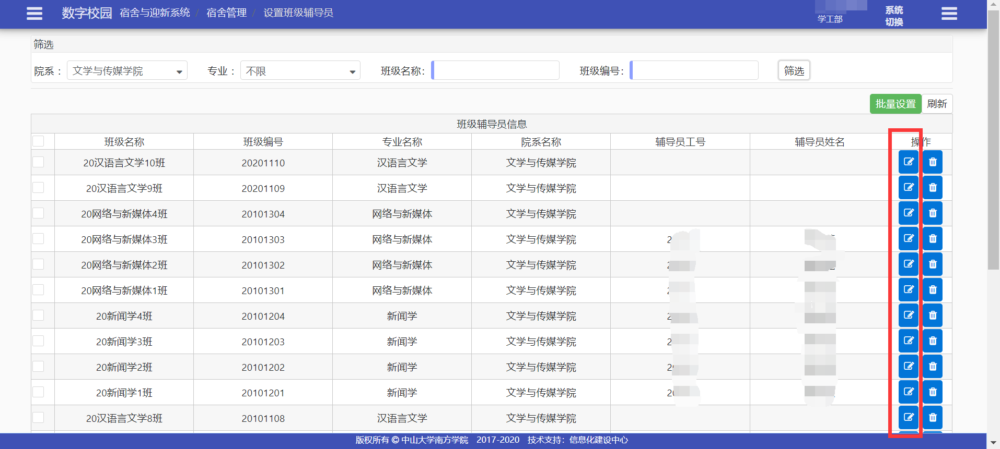 数字校园 宿舍与迎新系统 / 宿舍管理 / 设置班级辅导员
学工部
系统
切换
筛选
院系： 文学与传媒学院 专业： 不限 班级名称: 班级编号: 筛选
批量设置 刷新
班级辅导员信息
班级名称 班级编号 专业名称 院系名称 辅导员工号 辅导员姓名 操作
20汉语言文学10班 20201110 汉语言文学 文学与传媒学院
20汉语言文学9班 20201109 汉语言文学 文学与传媒学院
20网络与新媒体4班 20101304 网络与新媒体 文学与传媒学院
20网络与新媒体3班 20101303 网络与新媒体 文学与传媒学院 2
20网络与新媒体2班 20101302 网络与新媒体 文学与传媒学院
20网络与新媒体1班 20101301 网络与新媒体 文学与传媒学院
20新闻学4班 20101204 新闻学 文学与传媒学院 2
20新闻学3班 20101203 新闻学 文学与传媒学院 2
20新闻学2班 20101202 新闻学 文学与传媒学院 2
20新闻学1班 20101201 新闻学 文学与传媒学院 20
20汉语言文学8班 20101108 汉语言文学 文学与传媒学院
版权所有 © 中山大学南方学院 2017-2020 技术支持：信息化建设中心